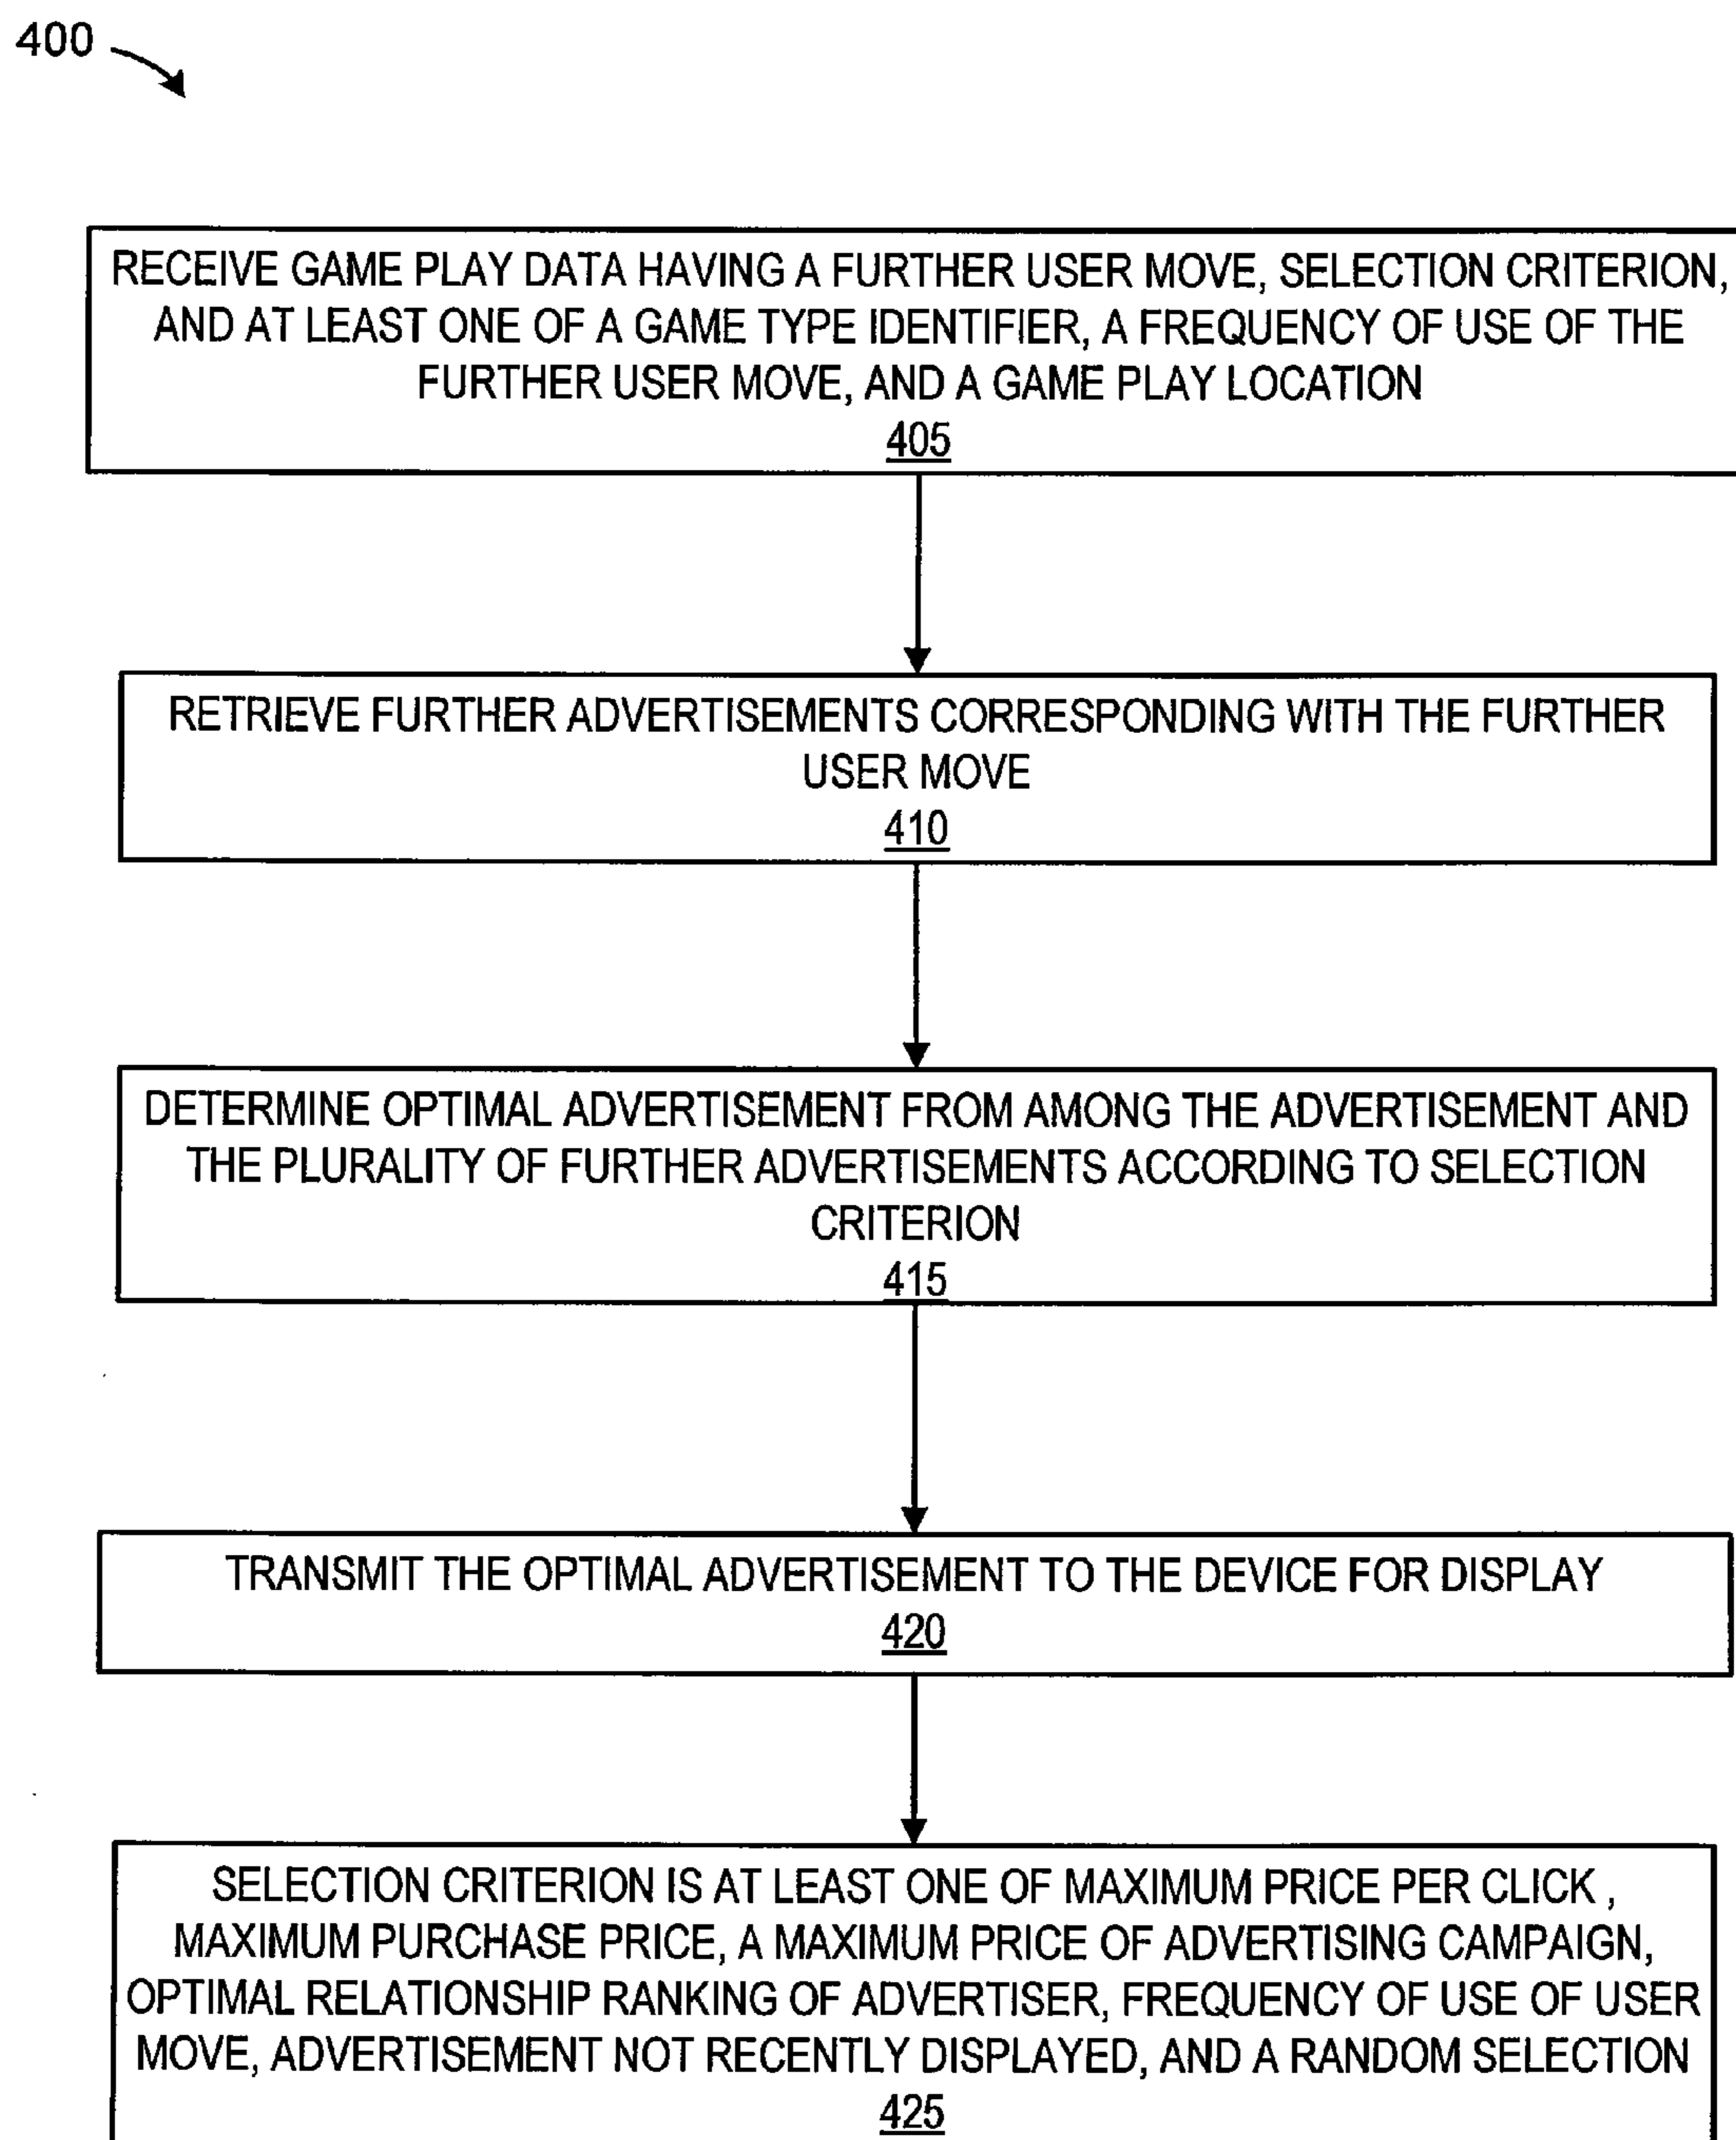 400
RECEIVE GAME PLAY DATA HAVING A FURTHER USER MOVE, SELECTION CRITERION,
AND AT LEAST ONE OF A GAME TYPE IDENTIFIER, A FREQUENCY OF USE OF THE
FURTHER USER MOVE, AND A GAME PLAY LOCATION
405
RETRIEVE FURTHER ADVERTISEMENTS CORRESPONDING WITH THE FURTHER
USER MOVE
410
DETERMINE OPTIMAL ADVERTISEMENT FROM AMONG THE ADVERTISEMENT AND
THE PLURALITY OF FURTHER ADVERTISEMENTS ACCORDING TO SELECTION
CRITERION
415
TRANSMIT THE OPTIMAL ADVERTISEMENT TO THE DEVICE FOR DISPLAY
420
SELECTION CRITERION IS AT LEAST ONE OF MAXIMUM PRICE PER CLICK ,
MAXIMUM PURCHASE PRICE, A MAXIMUM PRICE OF ADVERTISING CAMPAIGN,
OPTIMAL RELATIONSHIP RANKING OF ADVERTISER, FREQUENCY OF USE OF USER
MOVE, ADVERTISEMENT NOT RECENTLY DISPLAYED, AND A RANDOM SELECTION
425